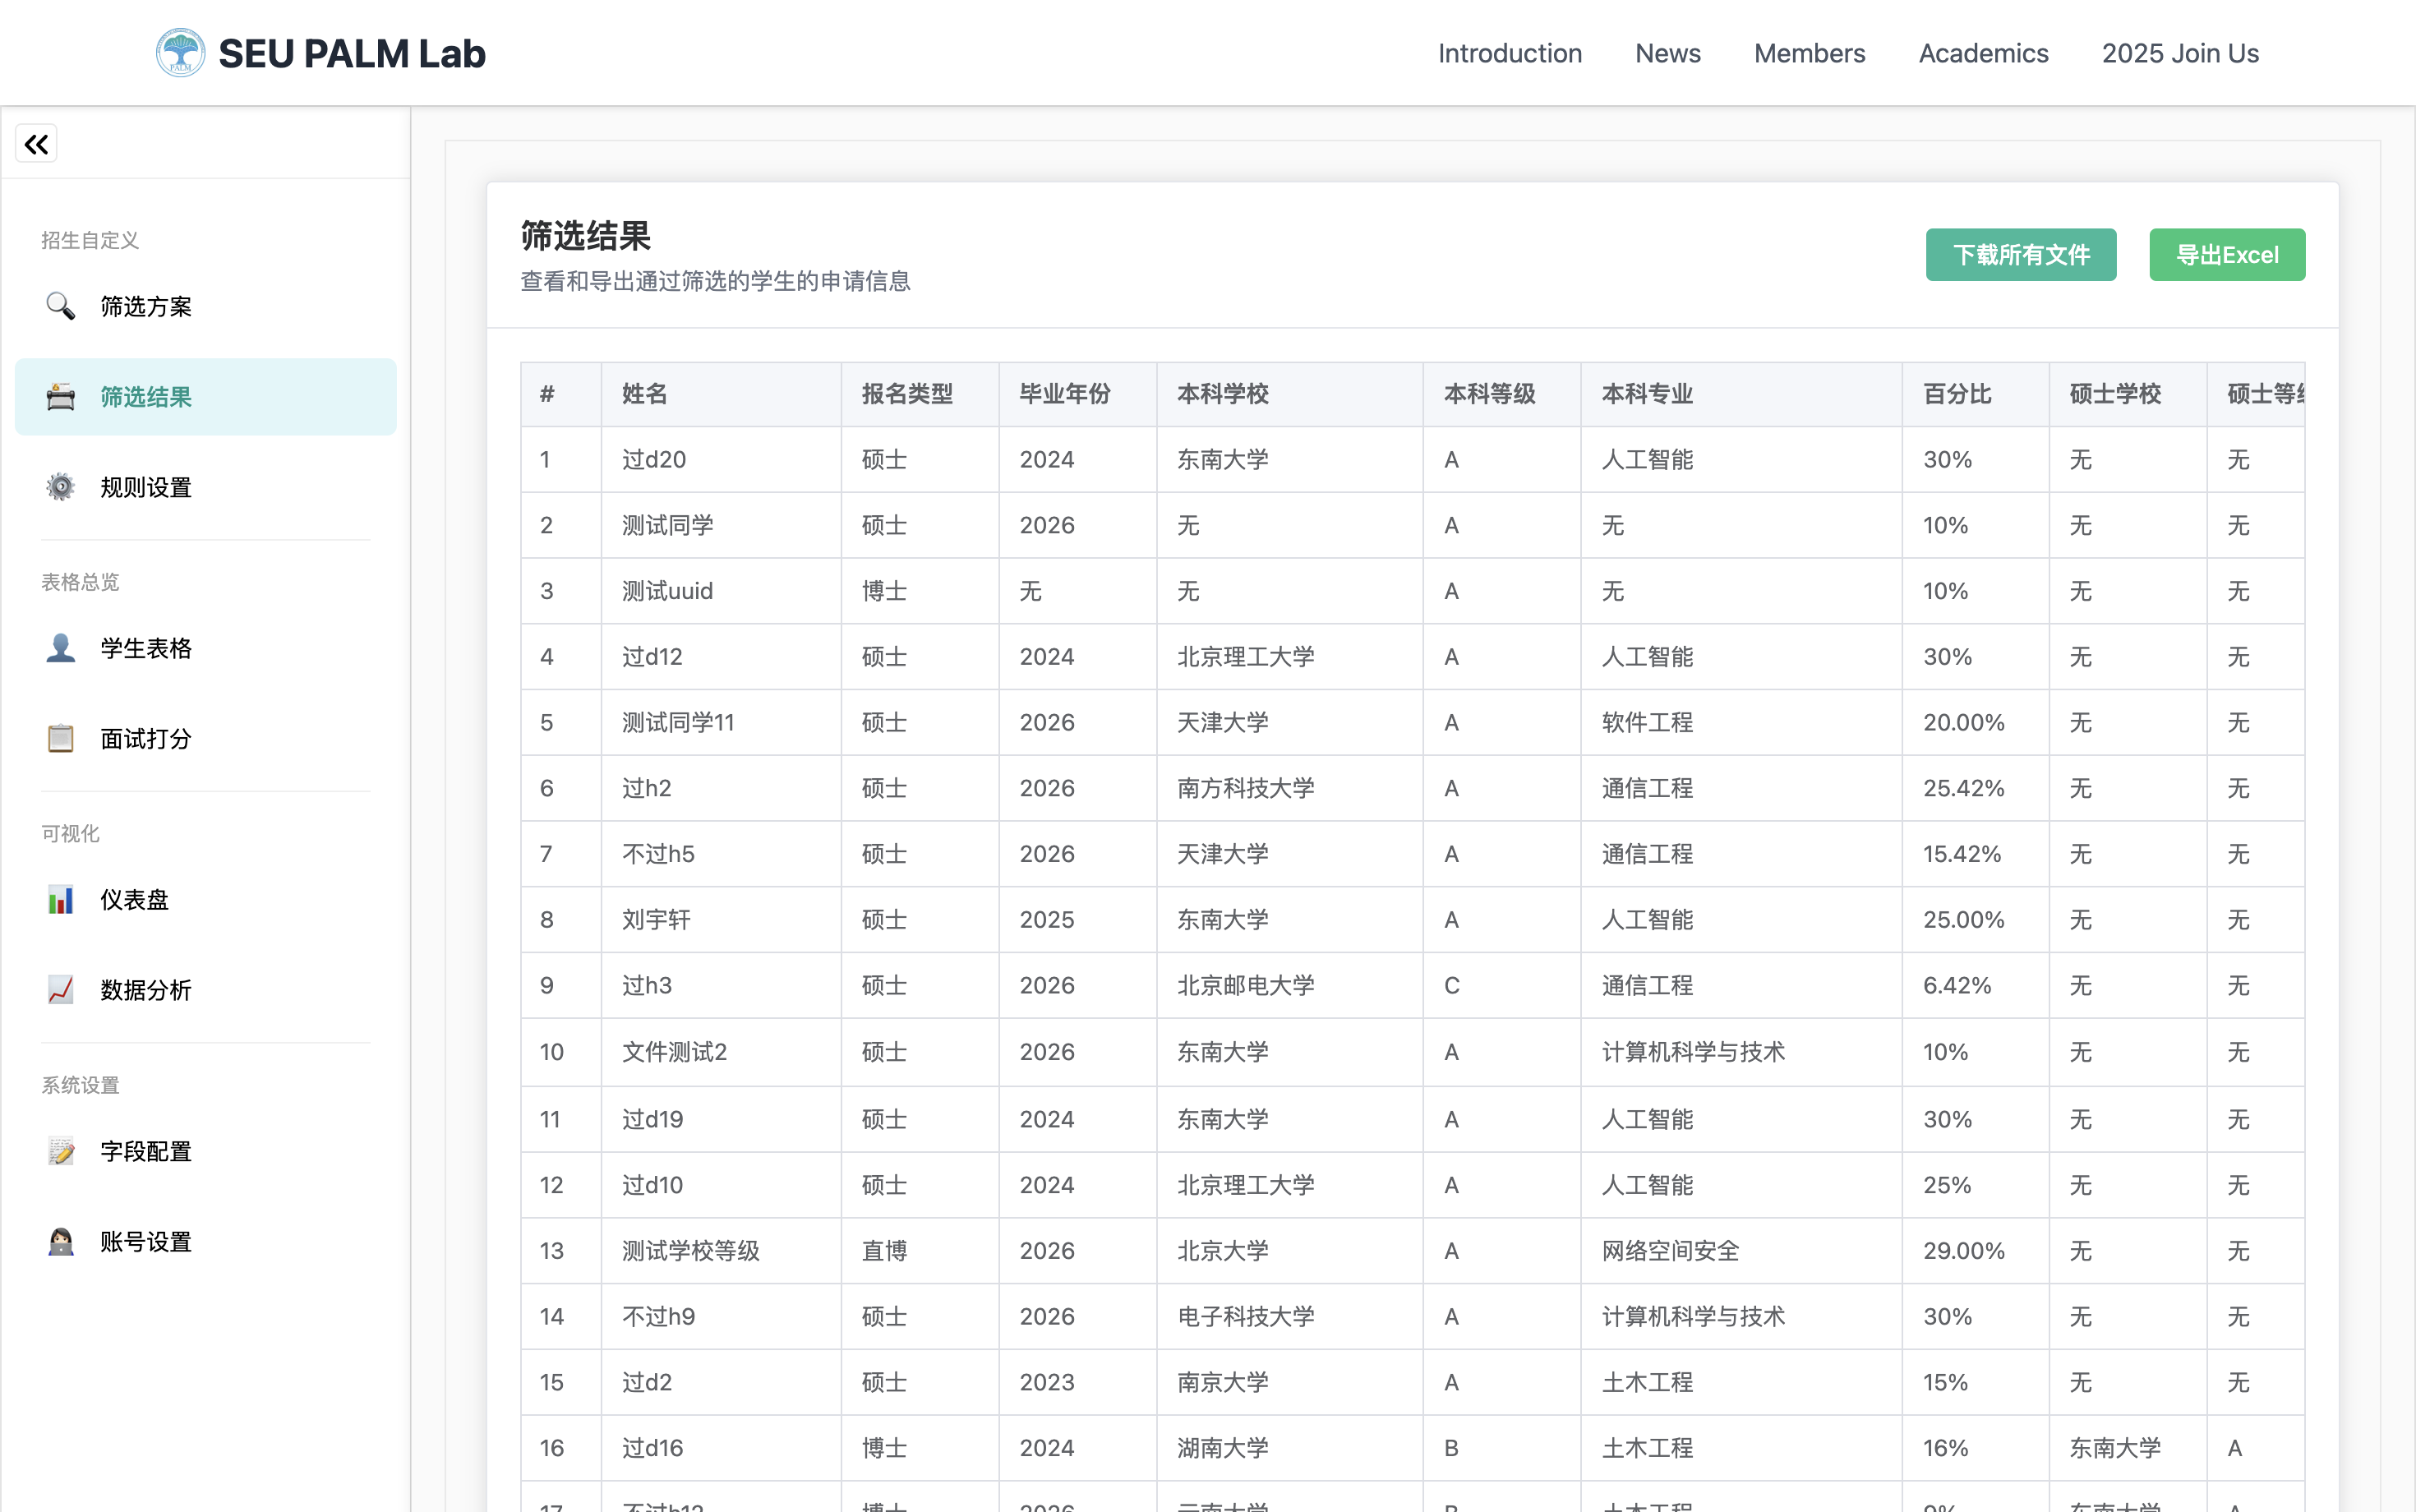 SEU PALM Lab
Introduction News Members Academics 2025 Join Us
招生自定义
筛选方案
筛选结果
规则设置
表格总览
学生表格
面试打分
可视化
仪表盘
数据分析
系统设置
字段配置
账号设置
筛选结果
查看和导出通过筛选的学生的申请信息
下载所有文件 导出Excel
# 姓名 报名类型 毕业年份 本科学校 本科等级 本科专业 百分比 硕士学校 硕士等级
1 过d20 硕士 2024 东南大学 A 人工智能 30% 无 无
2 测试同学 硕士 2026 无 A 无 10% 无 无
3 测试uuid 博士 无 无 A 无 10% 无 无
4 过d12 硕士 2024 北京理工大学 A 人工智能 30% 无 无
5 测试同学11 硕士 2026 天津大学 A 软件工程 20.00% 无 无
6 过h2 硕士 2026 南方科技大学 A 通信工程 25.42% 无 无
7 不过h5 硕士 2026 天津大学 A 通信工程 15.42% 无 无
8 刘宇轩 硕士 2025 东南大学 A 人工智能 25.00% 无 无
9 过h3 硕士 2026 北京邮电大学 C 通信工程 6.42% 无 无
10 文件测试2 硕士 2026 东南大学 A 计算机科学与技术 10% 无 无
11 过d19 硕士 2024 东南大学 A 人工智能 30% 无 无
12 过d10 硕士 2024 北京理工大学 A 人工智能 25% 无 无
13 测试学校等级 直博 2026 北京大学 A 网络空间安全 29.00% 无 无
14 不过h9 硕士 2026 电子科技大学 A 计算机科学与技术 30% 无 无
15 过d2 硕士 2023 南京大学 A 土木工程 15% 无 无
16 过d16 博士 2024 湖南大学 B 土木工程 16% 东南大学 A